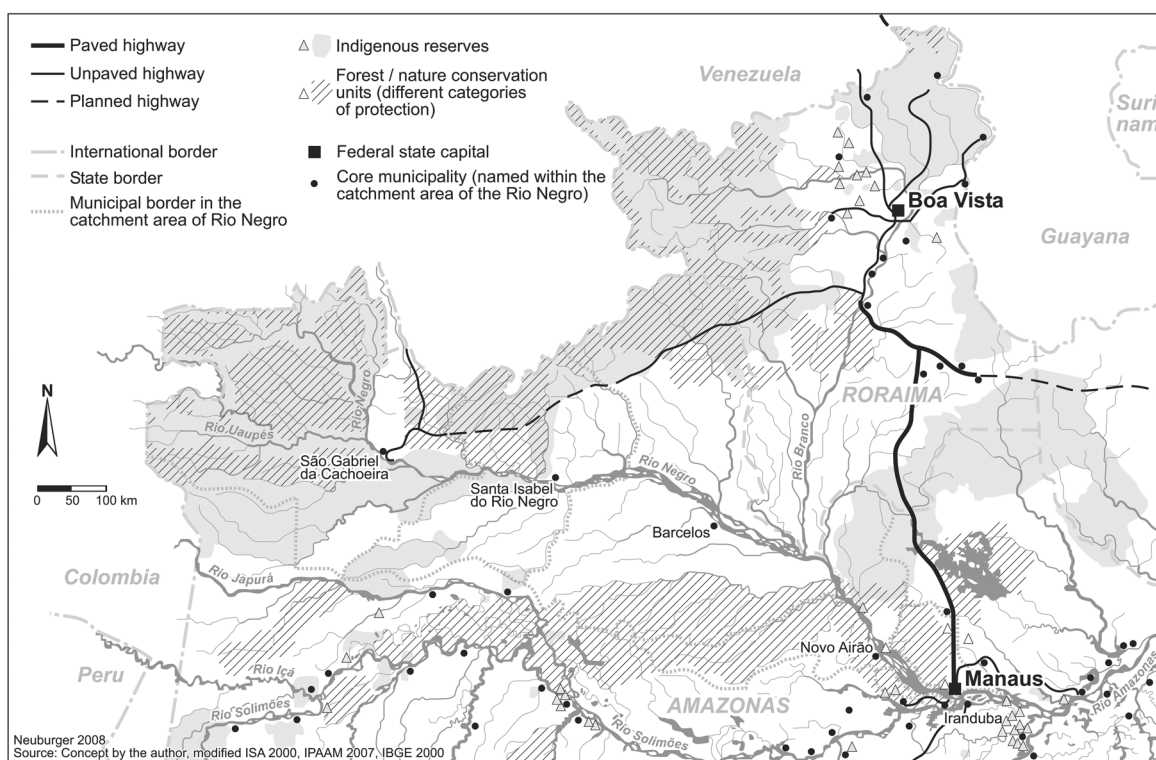 Paved highway
Unpaved highway
Planned highway
International border
State border
Municipal border in the
catchment area of Rio Negro
Indigenous reserves
Forest / nature conservation
units (different categories
of protection)
Federal state capital
Core municipality (named within the
catchment area of the Rio Negro)
Venezuela
Suri
nam
Boa Vista
Guayana
N
0 50 100 km
Rio Negro
Rio Uaupés
São Gabriel
da Cachoeira
Santa Isabel
do Rio Negro
Rio Negro
Barcelos
Rio Branco
RORAIMA
Colombia
Rio Japurá
Peru
Rio Içá
Rio Solimões
Novo Airão
Manaus
AMAZONAS
Iranduba
Rio Amazonas
Rio Solimões
Neuburger 2008
Source: Concept by the author, modified ISA 2000, IPAAM 2007, IBGE 2000